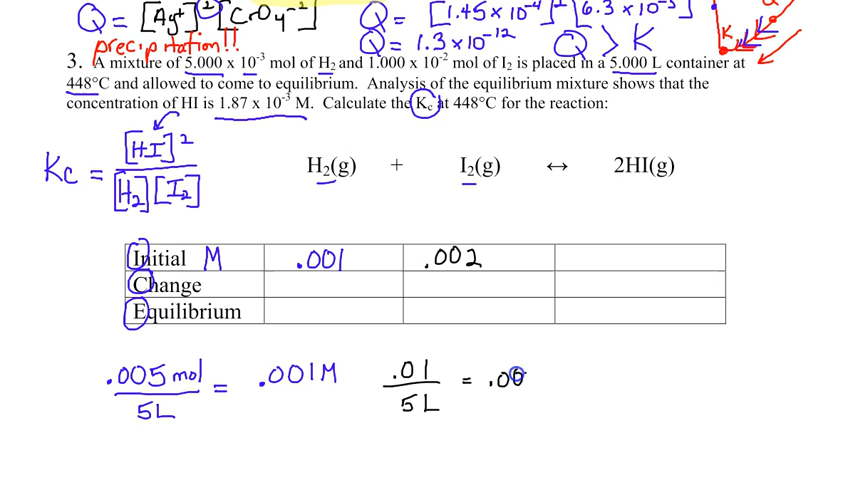 Q = [Ag+]² [CrO4-2] Q = [1.45 x 10-4]² [6.3 x 10-5]
precipitation!! Q = 1.3 x 10-12 Q > K K
3. A mixture of 5.000 x 10-3 mol of H2 and 1.000 x 10-2 mol of I2 is placed in a 5.000 L container at
448°C and allowed to come to equilibrium. Analysis of the equilibrium mixture shows that the
concentration of HI is 1.87 x 10-3 M. Calculate the Kc at 448°C for the reaction:
Kc = [HI]² / [H2][I2]
H2(g) + I2(g) ↔ 2HI(g)
Initial M .001 .002
Change
Equilibrium
.005 mol / 5L = .001M .01 / 5L = .00